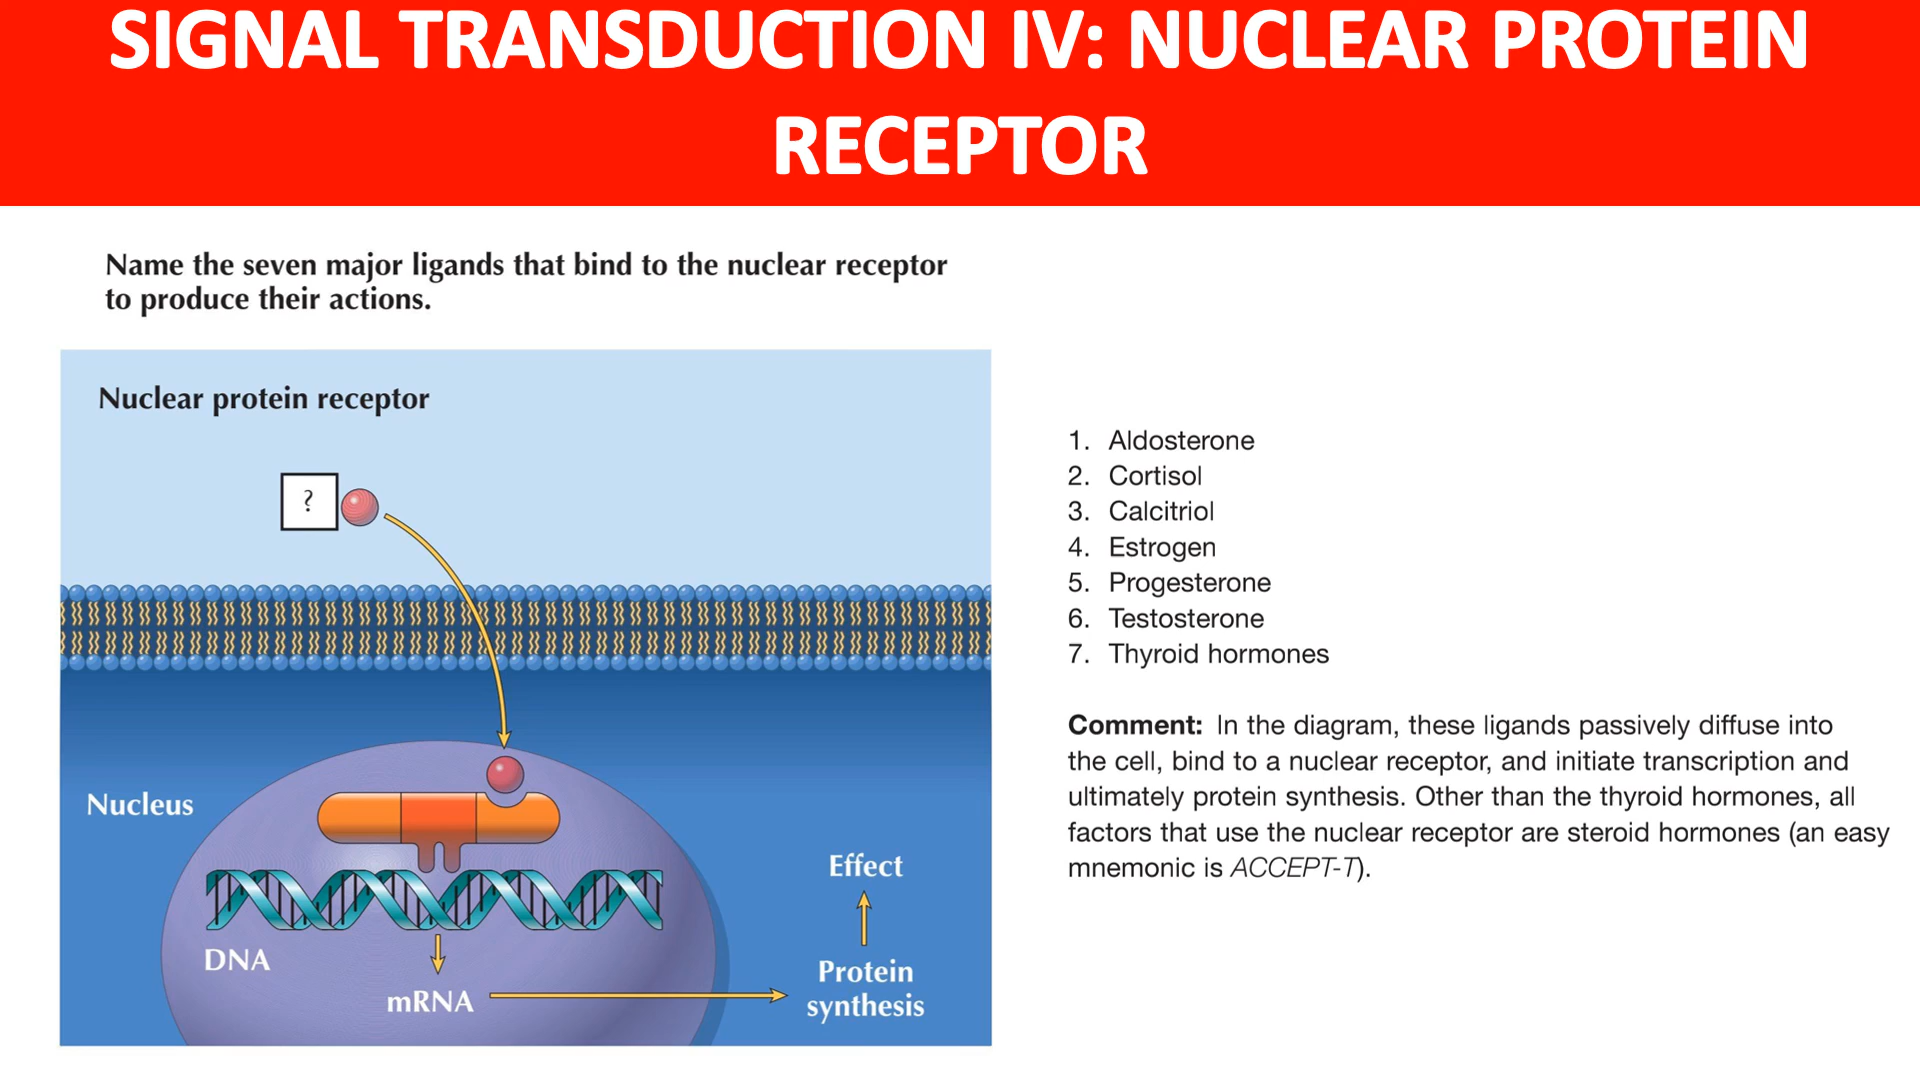 SIGNAL TRANSDUCTION IV: NUCLEAR PROTEIN
RECEPTOR
Name the seven major ligands that bind to the nuclear receptor
to produce their actions.
Nuclear protein receptor
?
Nucleus
DNA
mRNA
Effect
Protein
synthesis
1. Aldosterone
2. Cortisol
3. Calcitriol
4. Estrogen
5. Progesterone
6. Testosterone
7. Thyroid hormones
Comment: In the diagram, these ligands passively diffuse into
the cell, bind to a nuclear receptor, and initiate transcription and
ultimately protein synthesis. Other than the thyroid hormones, all
factors that use the nuclear receptor are steroid hormones (an easy
mnemonic is ACCEPT-T).